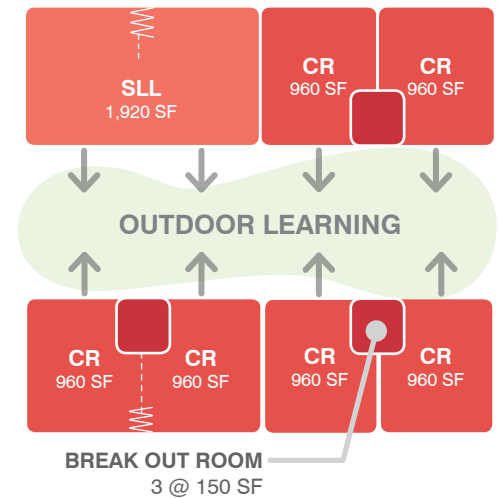 SLL
1,920 SF
CR
960 SF
CR
960 SF
OUTDOOR LEARNING
CR
960 SF
CR
960 SF
CR
960 SF
CR
960 SF
BREAK OUT ROOM
3 @ 150 SF